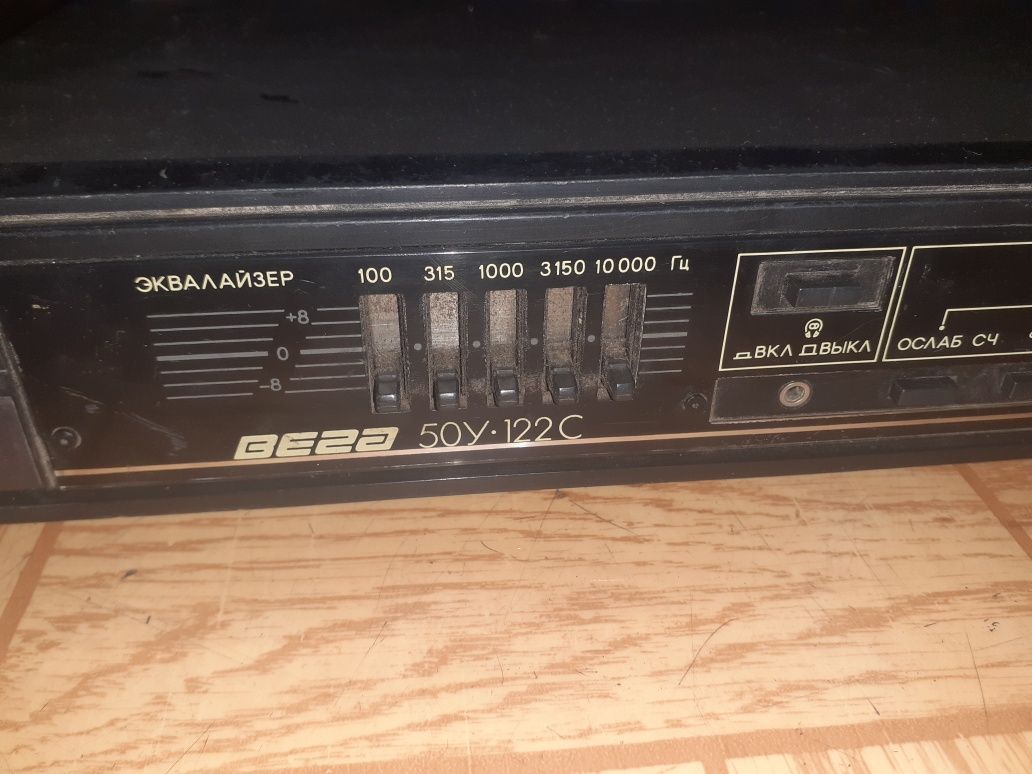 ЭКВАЛАЙЗЕР 100 315 1000 3150 10 000 Гц
+8
0
-8
ВКЛ ВЫКЛ
ОСЛАБ СЧ
ВЕГА 50У·122С